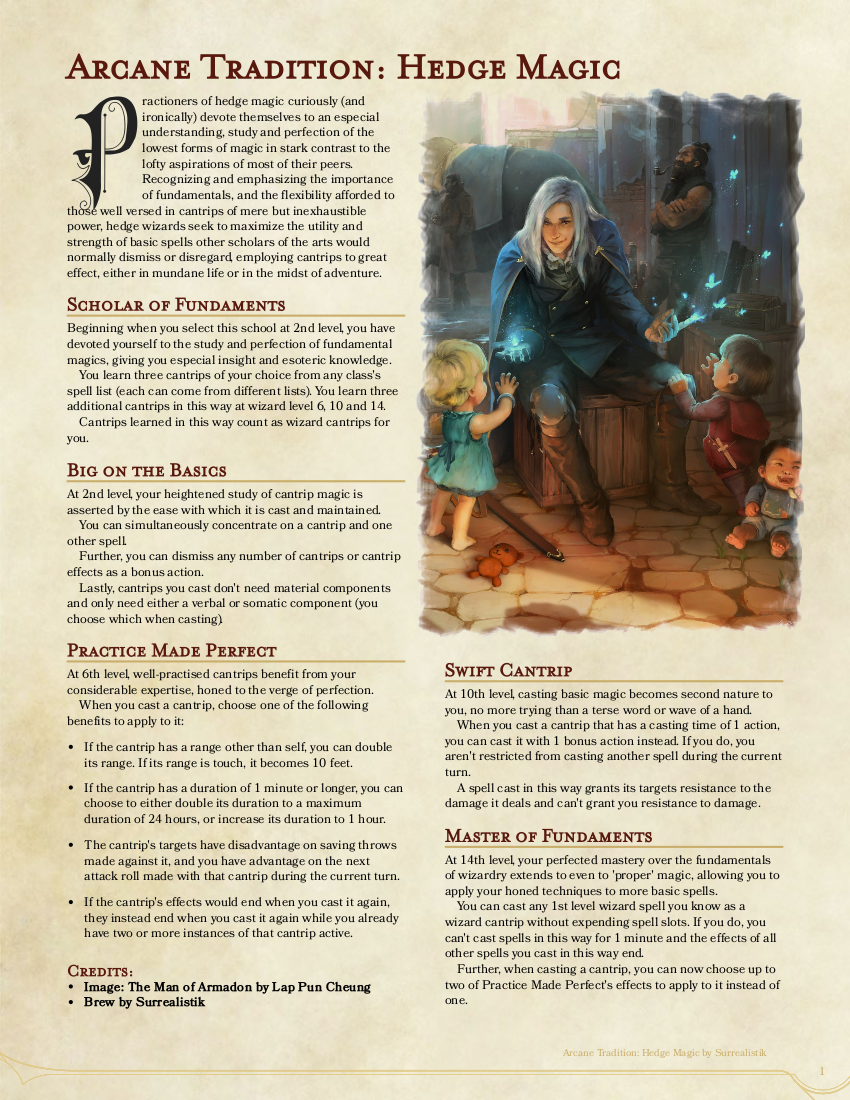 Arcane Tradition: Hedge Magic
Practioners of hedge magic curiously (and
ironically) devote themselves to an especial
understanding, study and perfection of the
lowest forms of magic in stark contrast to the
lofty aspirations of most of their peers.
Recognizing and emphasizing the importance
of fundamentals, and the flexibility afforded to
those well versed in cantrips of mere but inexhaustible
power, hedge wizards seek to maximize the utility and
strength of basic spells other scholars of the arts would
normally dismiss or disregard, employing cantrips to great
effect, either in mundane life or in the midst of adventure.
Scholar of Fundaments
Beginning when you select this school at 2nd level, you have
devoted yourself to the study and perfection of fundamental
magics, giving you especial insight and esoteric knowledge.
You learn three cantrips of your choice from any class's
spell list (each can come from different lists). You learn three
additional cantrips in this way at wizard level 6, 10 and 14.
Cantrips learned in this way count as wizard cantrips for
you.
Big on the Basics
At 2nd level, your heightened study of cantrip magic is
asserted by the ease with which it is cast and maintained.
You can simultaneously concentrate on a cantrip and one
other spell.
Further, you can dismiss any number of cantrips or cantrip
effects as a bonus action.
Lastly, cantrips you cast don't need material components
and only need either a verbal or somatic component (you
choose which when casting).
Practice Made Perfect
At 6th level, well-practised cantrips benefit from your
considerable expertise, honed to the verge of perfection.
When you cast a cantrip, choose one of the following
benefits to apply to it:
• If the cantrip has a range other than self, you can double
its range. If its range is touch, it becomes 10 feet.
• If the cantrip has a duration of 1 minute or longer, you can
choose to either double its duration to a maximum
duration of 24 hours, or increase its duration to 1 hour.
• The cantrip's targets have disadvantage on saving throws
made against it, and you have advantage on the next
attack roll made with that cantrip during the current turn.
• If the cantrip's effects would end when you cast it again,
they instead end when you cast it again while you already
have two or more instances of that cantrip active.
Credits:
• Image: The Man of Armadon by Lap Pun Cheung
• Brew by Surrealistik
Swift Cantrip
At 10th level, casting basic magic becomes second nature to
you, no more trying than a terse word or wave of a hand.
When you cast a cantrip that has a casting time of 1 action,
you can cast it with 1 bonus action instead. If you do, you
aren't restricted from casting another spell during the current
turn.
A spell cast in this way grants its targets resistance to the
damage it deals and can't grant you resistance to damage.
Master of Fundaments
At 14th level, your perfected mastery over the fundamentals
of wizardry extends to even to 'proper' magic, allowing you to
apply your honed techniques to more basic spells.
You can cast any 1st level wizard spell you know as a
wizard cantrip without expending spell slots. If you do, you
can't cast spells in this way for 1 minute and the effects of all
other spells you cast in this way end.
Further, when casting a cantrip, you can now choose up to
two of Practice Made Perfect's effects to apply to it instead of
one.
Arcane Tradition: Hedge Magic by Surrealistik
1